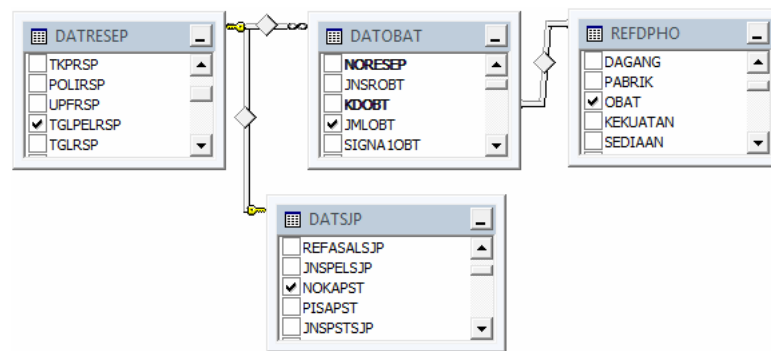 DATRESEP
TKPRSP
POLIRSP
UPFRSP
TGLPELRSP
TGLRSP
DATOBAT
NORESEP
JNSROBT
KDOBT
JMLOBT
SIGNA1OBT
REFDPHO
DAGANG
PABRIK
OBAT
KEKUATAN
SEDIAAN
DATSJP
REFASALSJP
JNSPELSJP
NOKAPST
PISAPST
JNSPSTSJP